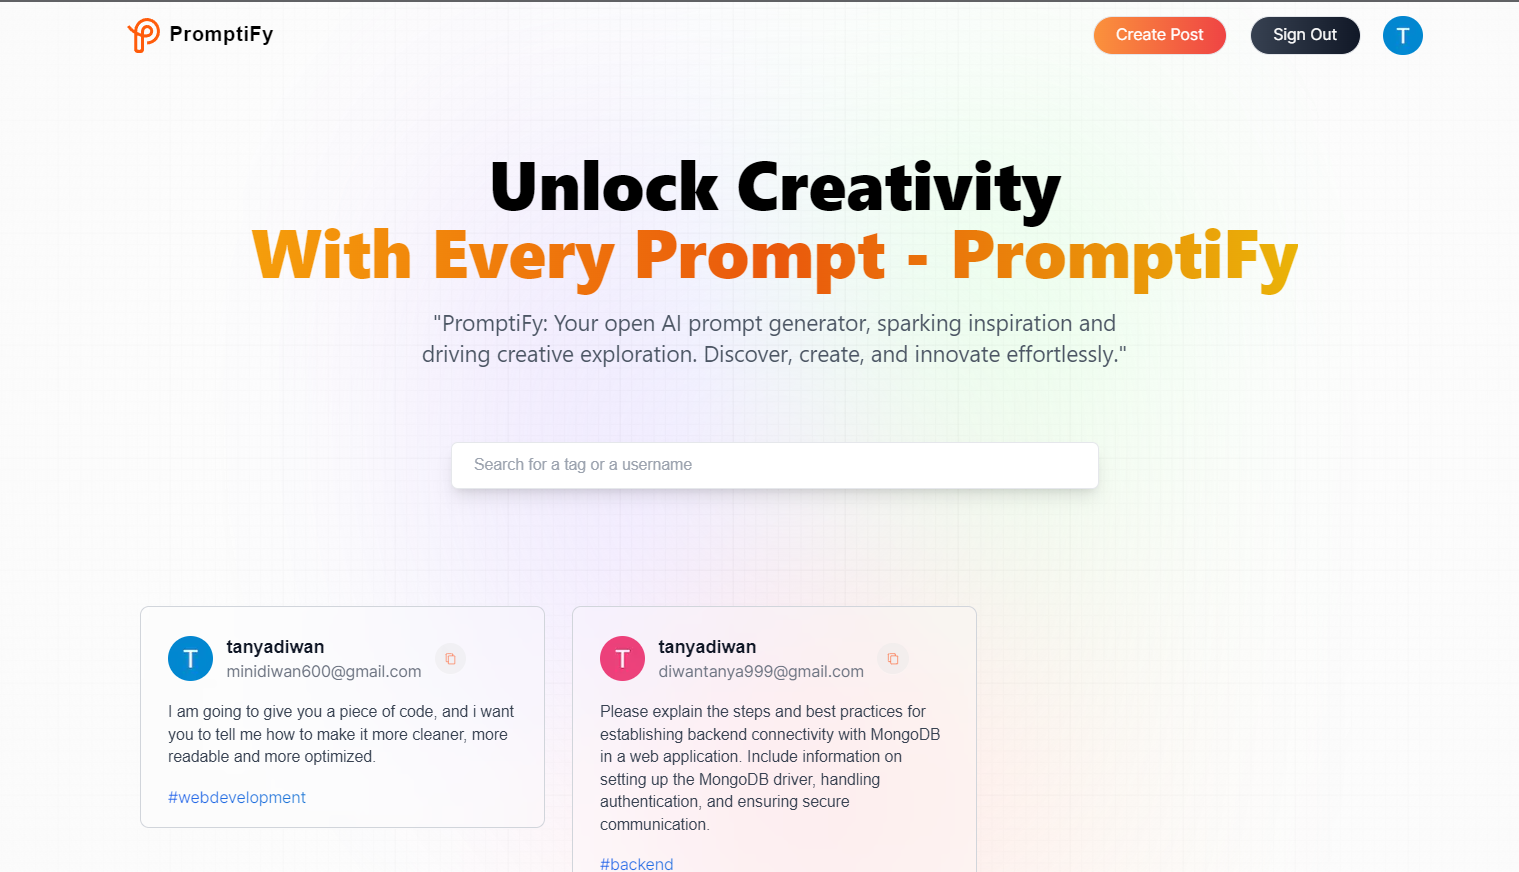 PromptiFy
Create Post
Sign Out
T
Unlock Creativity
With Every Prompt - PromptiFy
"PromptiFy: Your open AI prompt generator, sparking inspiration and
driving creative exploration. Discover, create, and innovate effortlessly."
Search for a tag or a username
T
tanyadiwan
minidiwan600@gmail.com
I am going to give you a piece of code, and i want
you to tell me how to make it more cleaner, more
readable and more optimized.
#webdevelopment
T
tanyadiwan
diwantanya999@gmail.com
Please explain the steps and best practices for
establishing backend connectivity with MongoDB
in a web application. Include information on
setting up the MongoDB driver, handling
authentication, and ensuring secure
communication.
#backend